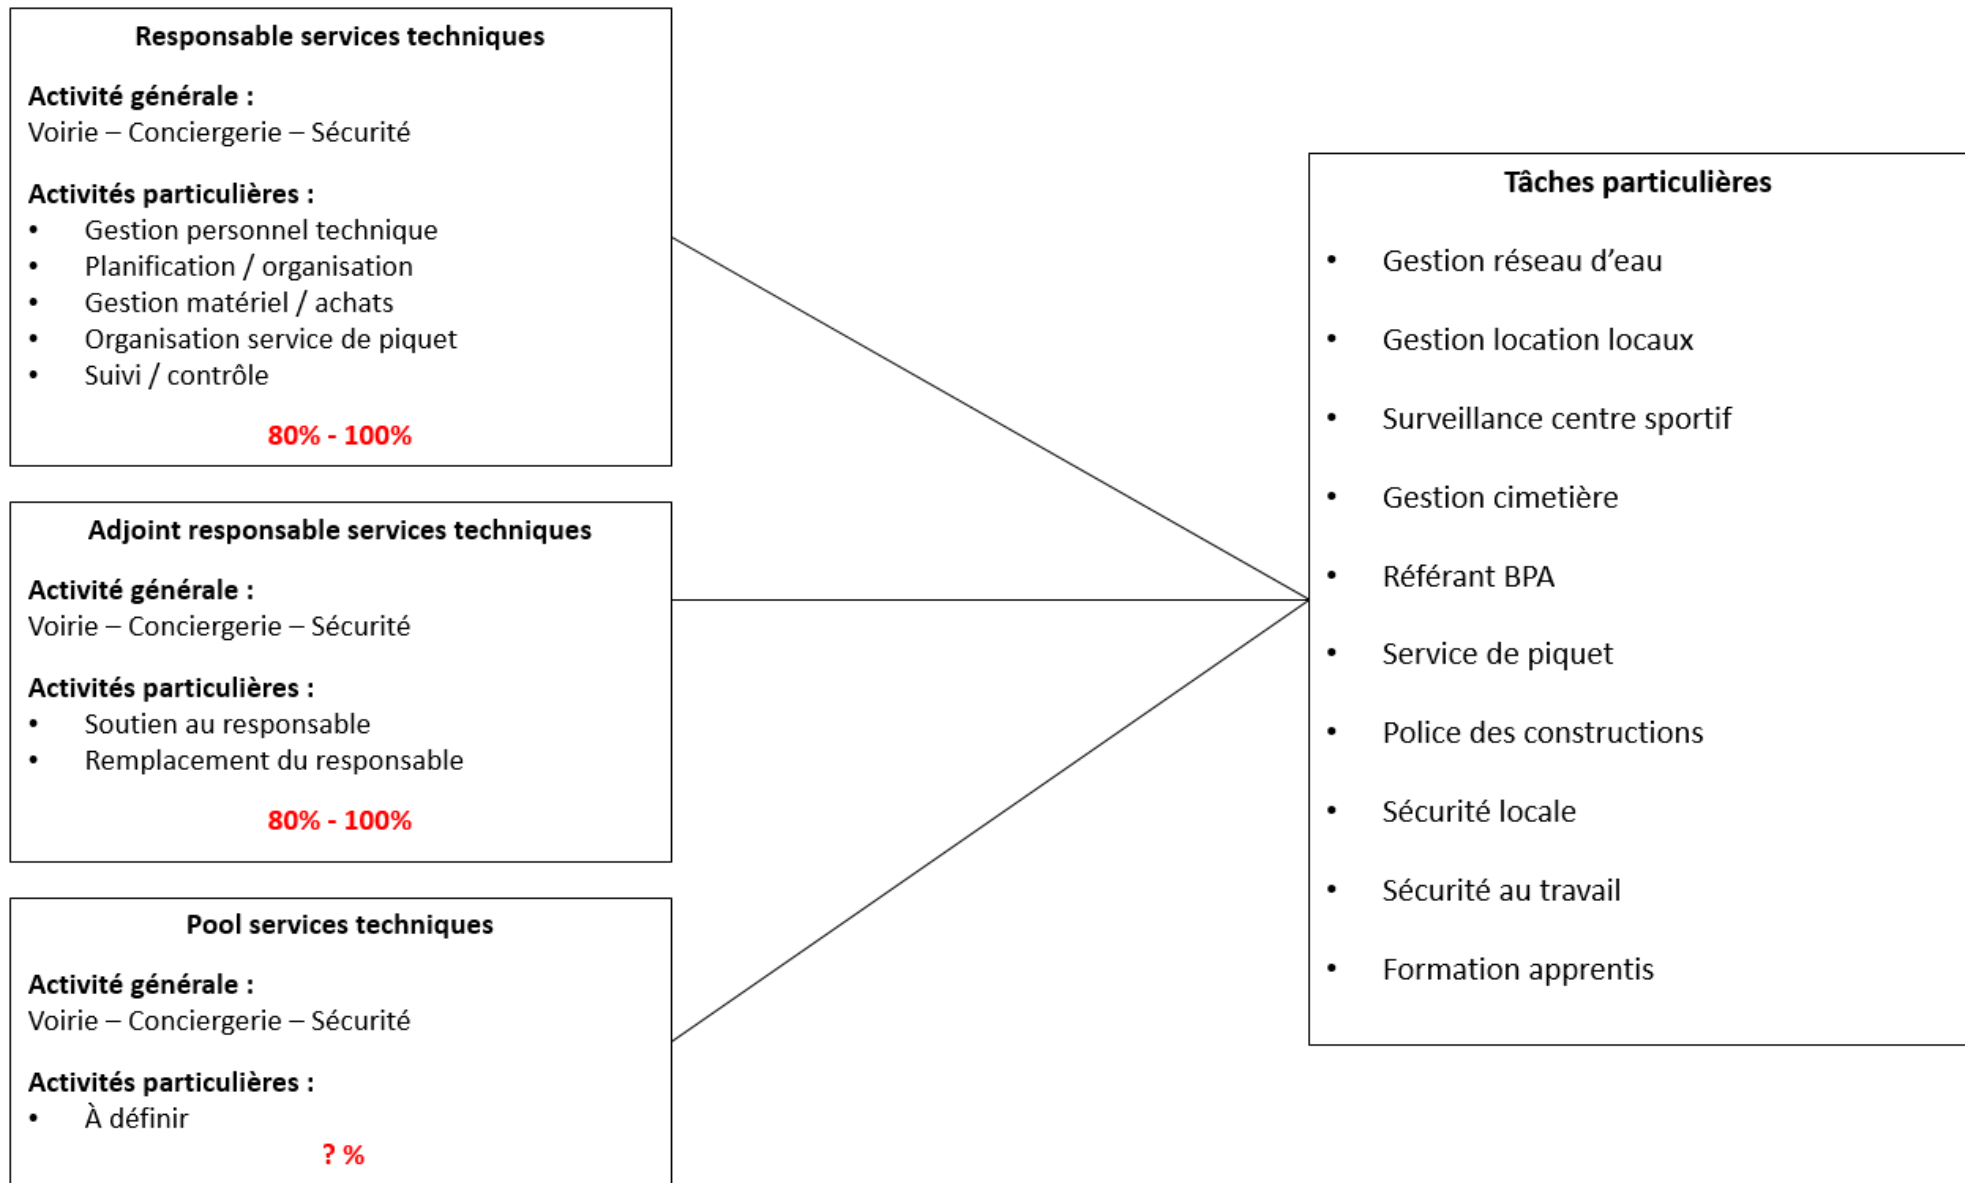 Responsable services techniques
Activité générale :
Voirie – Conciergerie – Sécurité
Activités particulières :
• Gestion personnel technique
• Planification / organisation
• Gestion matériel / achats
• Organisation service de piquet
• Suivi / contrôle
80% - 100%
Adjoint responsable services techniques
Activité générale :
Voirie – Conciergerie – Sécurité
Activités particulières :
• Soutien au responsable
• Remplacement du responsable
80% - 100%
Pool services techniques
Activité générale :
Voirie – Conciergerie – Sécurité
Activités particulières :
• À définir
? %
Tâches particulières
• Gestion réseau d’eau
• Gestion location locaux
• Surveillance centre sportif
• Gestion cimetière
• Référant BPA
• Service de piquet
• Police des constructions
• Sécurité locale
• Sécurité au travail
• Formation apprentis